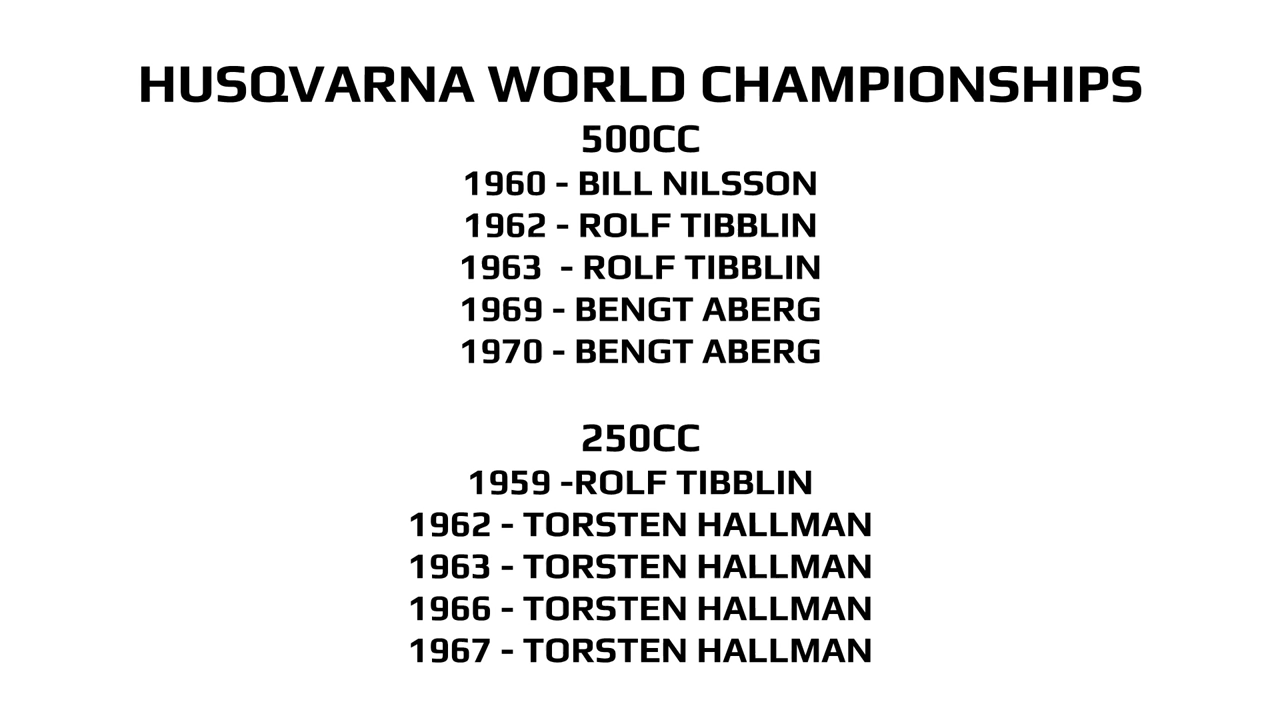 HUSQVARNA WORLD CHAMPIONSHIPS
500CC
1960 - BILL NILSSON
1962 - ROLF TIBBLIN
1963  - ROLF TIBBLIN
1969 - BENGT ABERG
1970 - BENGT ABERG
250CC
1959 -ROLF TIBBLIN
1962 - TORSTEN HALLMAN
1963 - TORSTEN HALLMAN
1966 - TORSTEN HALLMAN
1967 - TORSTEN HALLMAN